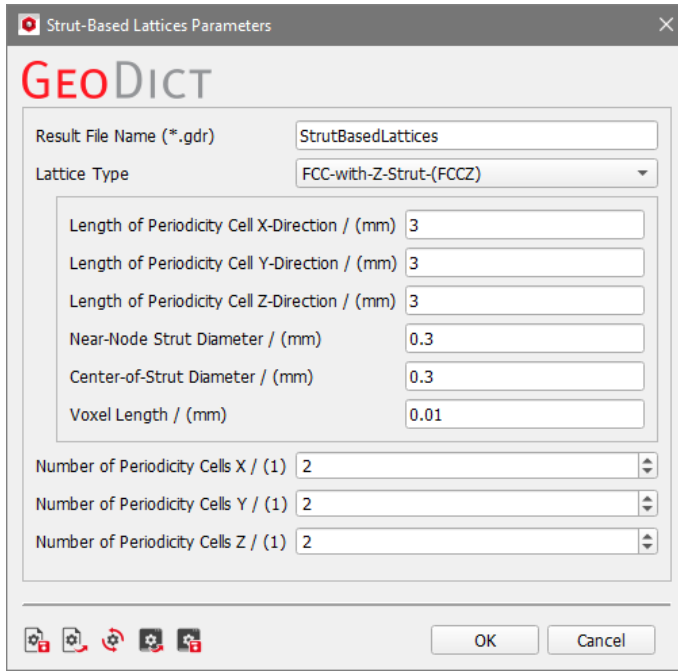 Strut-Based Lattices Parameters
GEODICT
Result File Name (*.gdr) StrutBasedLattices
Lattice Type FCC-with-Z-Strut-(FCCZ)
Length of Periodicity Cell X-Direction / (mm) 3
Length of Periodicity Cell Y-Direction / (mm) 3
Length of Periodicity Cell Z-Direction / (mm) 3
Near-Node Strut Diameter / (mm) 0.3
Center-of-Strut Diameter / (mm) 0.3
Voxel Length / (mm) 0.01
Number of Periodicity Cells X / (1) 2
Number of Periodicity Cells Y / (1) 2
Number of Periodicity Cells Z / (1) 2
OK Cancel